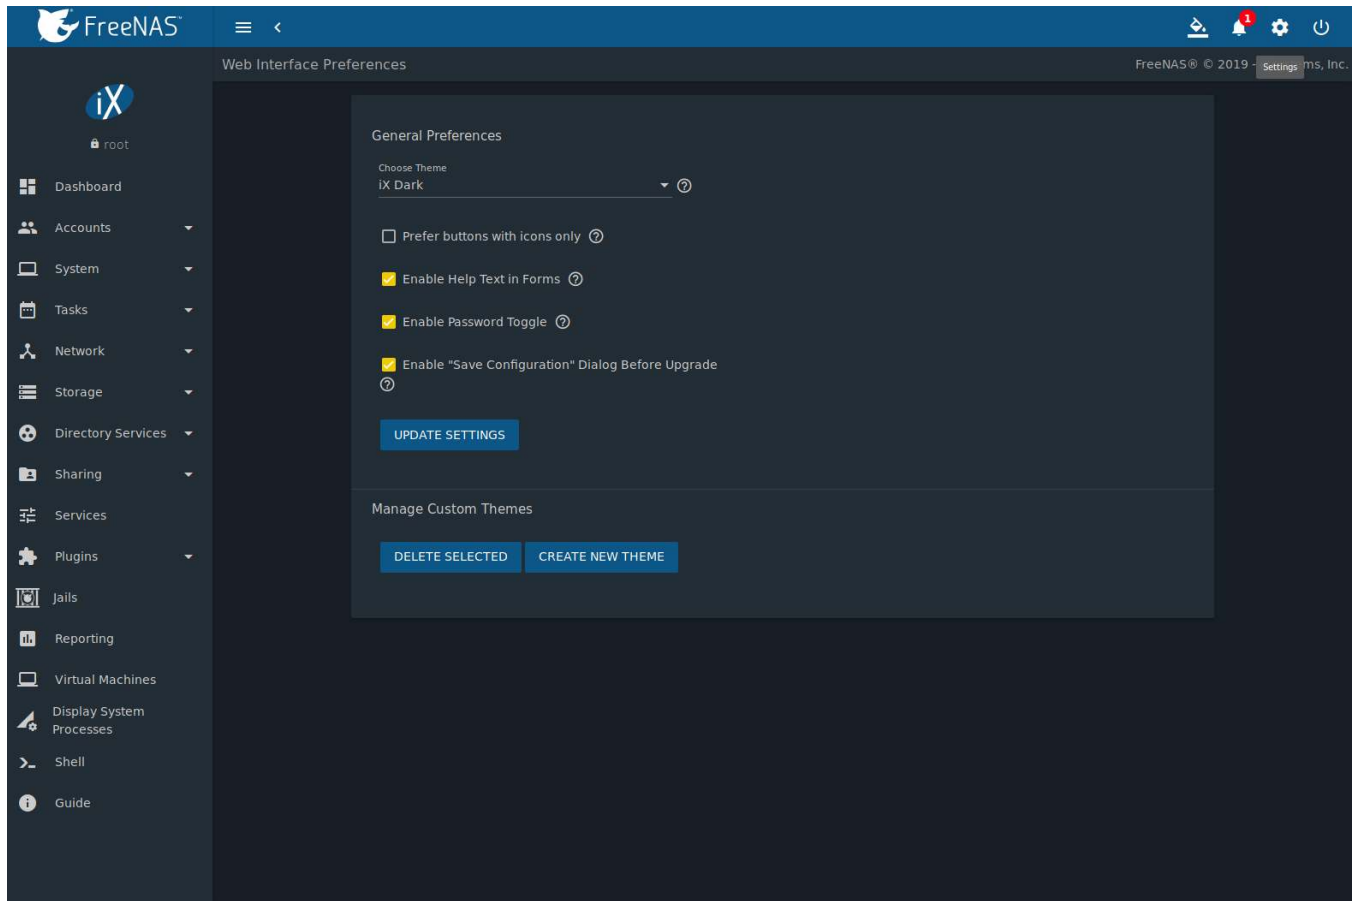 FreeNAS®
1
Web Interface Preferences
FreeNAS® © 2019 -
Settings
ms, Inc.
iX
root
Dashboard
Accounts
System
Tasks
Network
Storage
Directory Services
Sharing
Services
Plugins
Jails
Reporting
Virtual Machines
Display System
Processes
Shell
Guide
General Preferences
Choose Theme
iX Dark
Prefer buttons with icons only
Enable Help Text in Forms
Enable Password Toggle
Enable "Save Configuration" Dialog Before Upgrade
UPDATE SETTINGS
Manage Custom Themes
DELETE SELECTED
CREATE NEW THEME